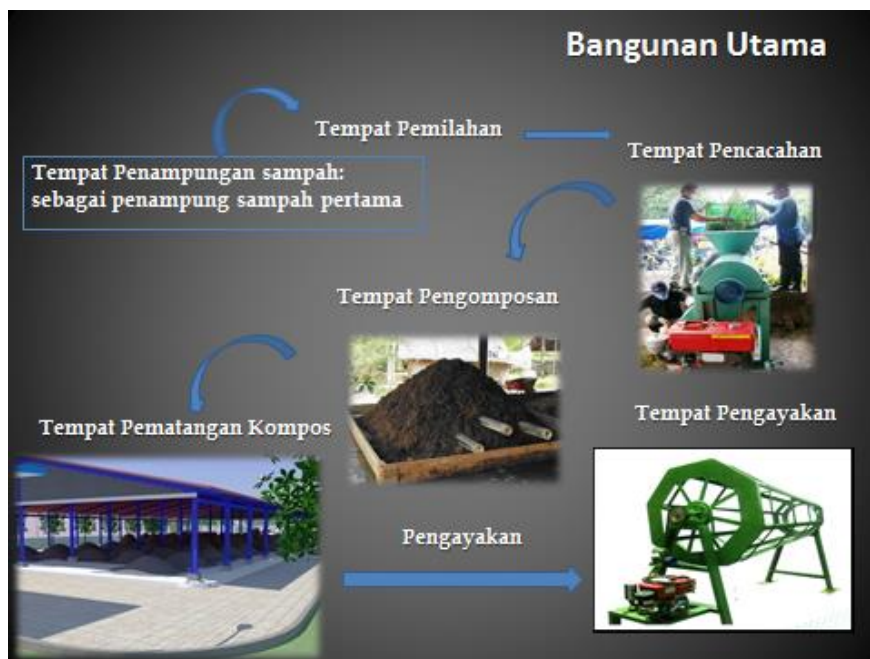 Bangunan Utama
Tempat Pemilahan
Tempat Pencacahan
Tempat Penampungan sampah:
sebagai penampung sampah pertama
Tempat Pengomposan
Tempat Pengayakan
Tempat Pematangan Kompos
Pengayakan